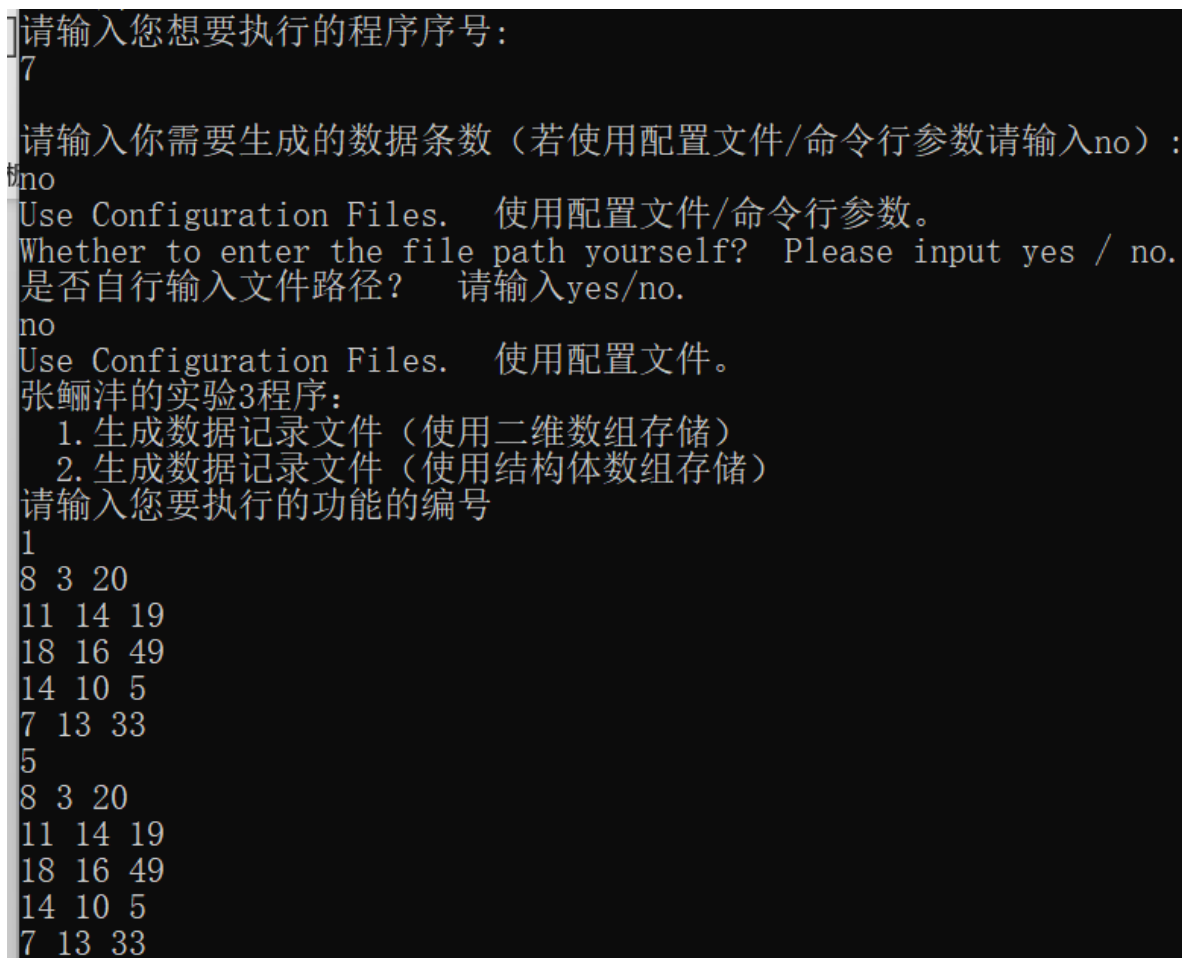 请输入您想要执行的程序序号:
7
请输入你需要生成的数据条数（若使用配置文件/命令行参数请输入no）:
no
Use Configuration Files.  使用配置文件/命令行参数。
Whether to enter the file path yourself?  Please input yes / no.
是否自行输入文件路径？  请输入yes/no.
no
Use Configuration Files.  使用配置文件。
张鲡沣的实验3程序:
1.生成数据记录文件（使用二维数组存储）
2.生成数据记录文件（使用结构体数组存储）
请输入您要执行的功能的编号
1
8 3 20
11 14 19
18 16 49
14 10 5
7 13 33
5
8 3 20
11 14 19
18 16 49
14 10 5
7 13 33